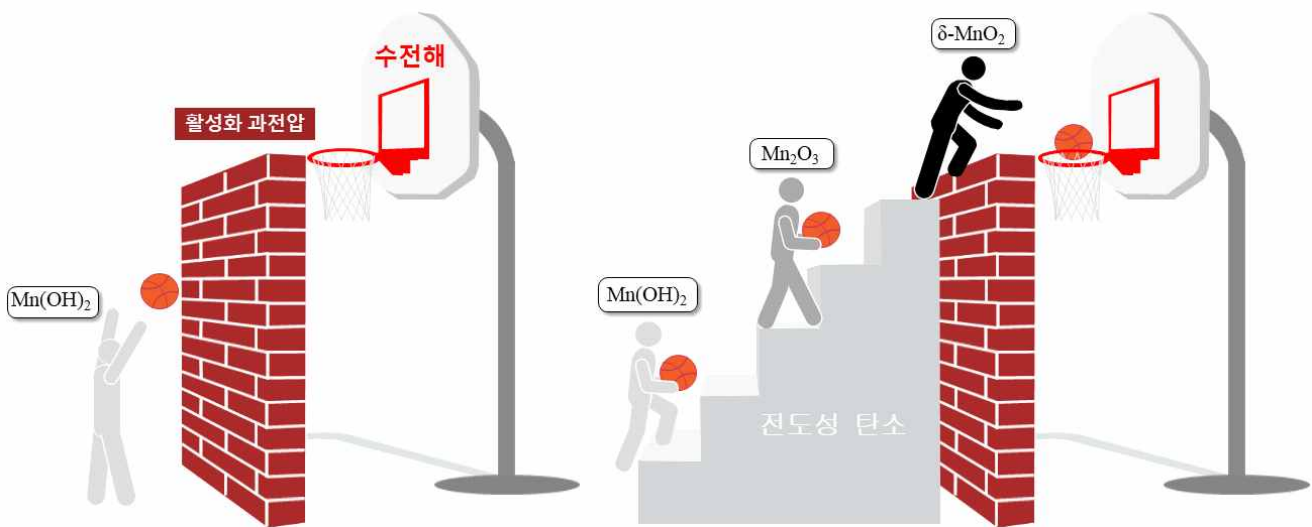 수전해
활성화 과전압
Mn(OH)₂
δ-MnO₂
Mn₂O₃
Mn(OH)₂
전도성 탄소